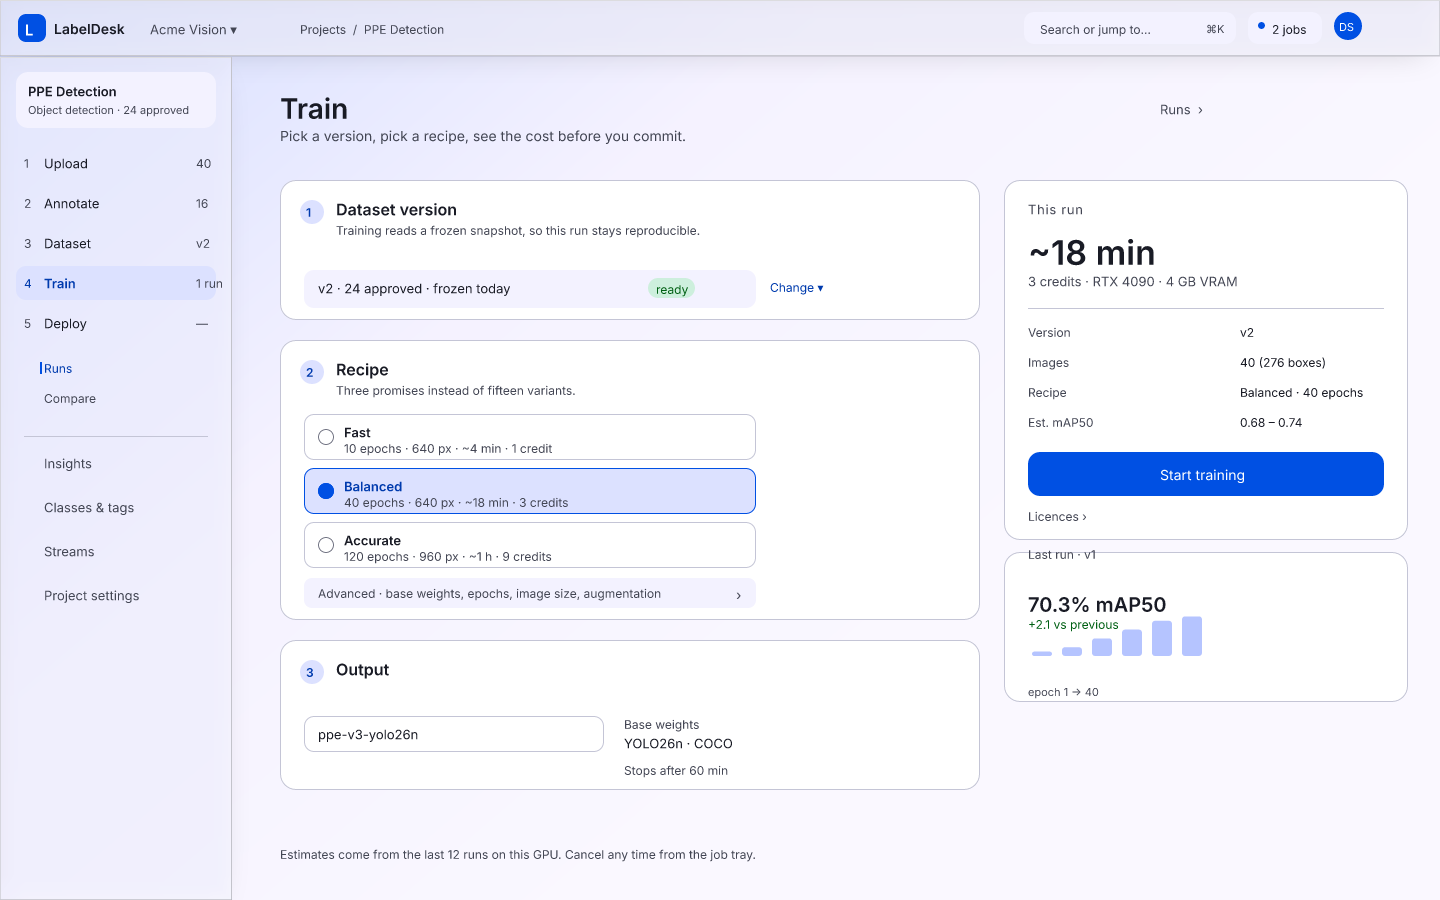 L LabelDesk Acme Vision ▾ Projects / PPE Detection Search or jump to... ⌘K 2 jobs DS
PPE Detection
Object detection · 24 approved
1 Upload 40
2 Annotate 16
3 Dataset v2
4 Train 1 run
5 Deploy —
Runs
Compare
Insights
Classes & tags
Streams
Project settings
Train
Pick a version, pick a recipe, see the cost before you commit.
Runs ›
1 Dataset version
Training reads a frozen snapshot, so this run stays reproducible.
v2 · 24 approved · frozen today ready Change ▾
2 Recipe
Three promises instead of fifteen variants.
Fast
10 epochs · 640 px · ~4 min · 1 credit
Balanced
40 epochs · 640 px · ~18 min · 3 credits
Accurate
120 epochs · 960 px · ~1 h · 9 credits
Advanced · base weights, epochs, image size, augmentation ›
3 Output
ppe-v3-yolo26n
Base weights
YOLO26n · COCO
Stops after 60 min
This run
~18 min
3 credits · RTX 4090 · 4 GB VRAM
Version v2
Images 40 (276 boxes)
Recipe Balanced · 40 epochs
Est. mAP50 0.68 – 0.74
Start training
Licences ›
Last run · v1
70.3% mAP50
+2.1 vs previous
epoch 1 → 40
Estimates come from the last 12 runs on this GPU. Cancel any time from the job tray.